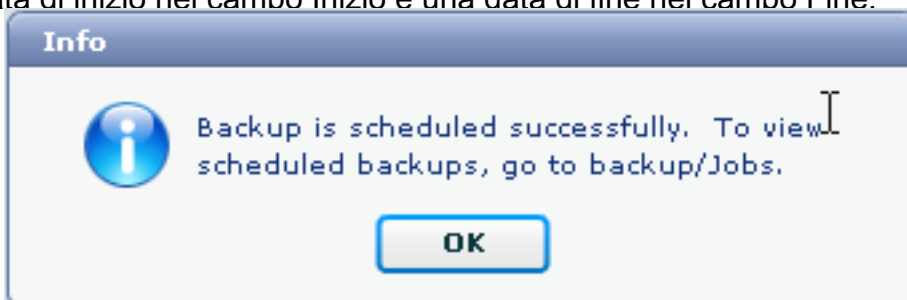 ata di inizio nel campo Inizio e una data di fine nel campo Fine.
Info
Backup is scheduled successfully. To view
scheduled backups, go to backup/Jobs.
OK